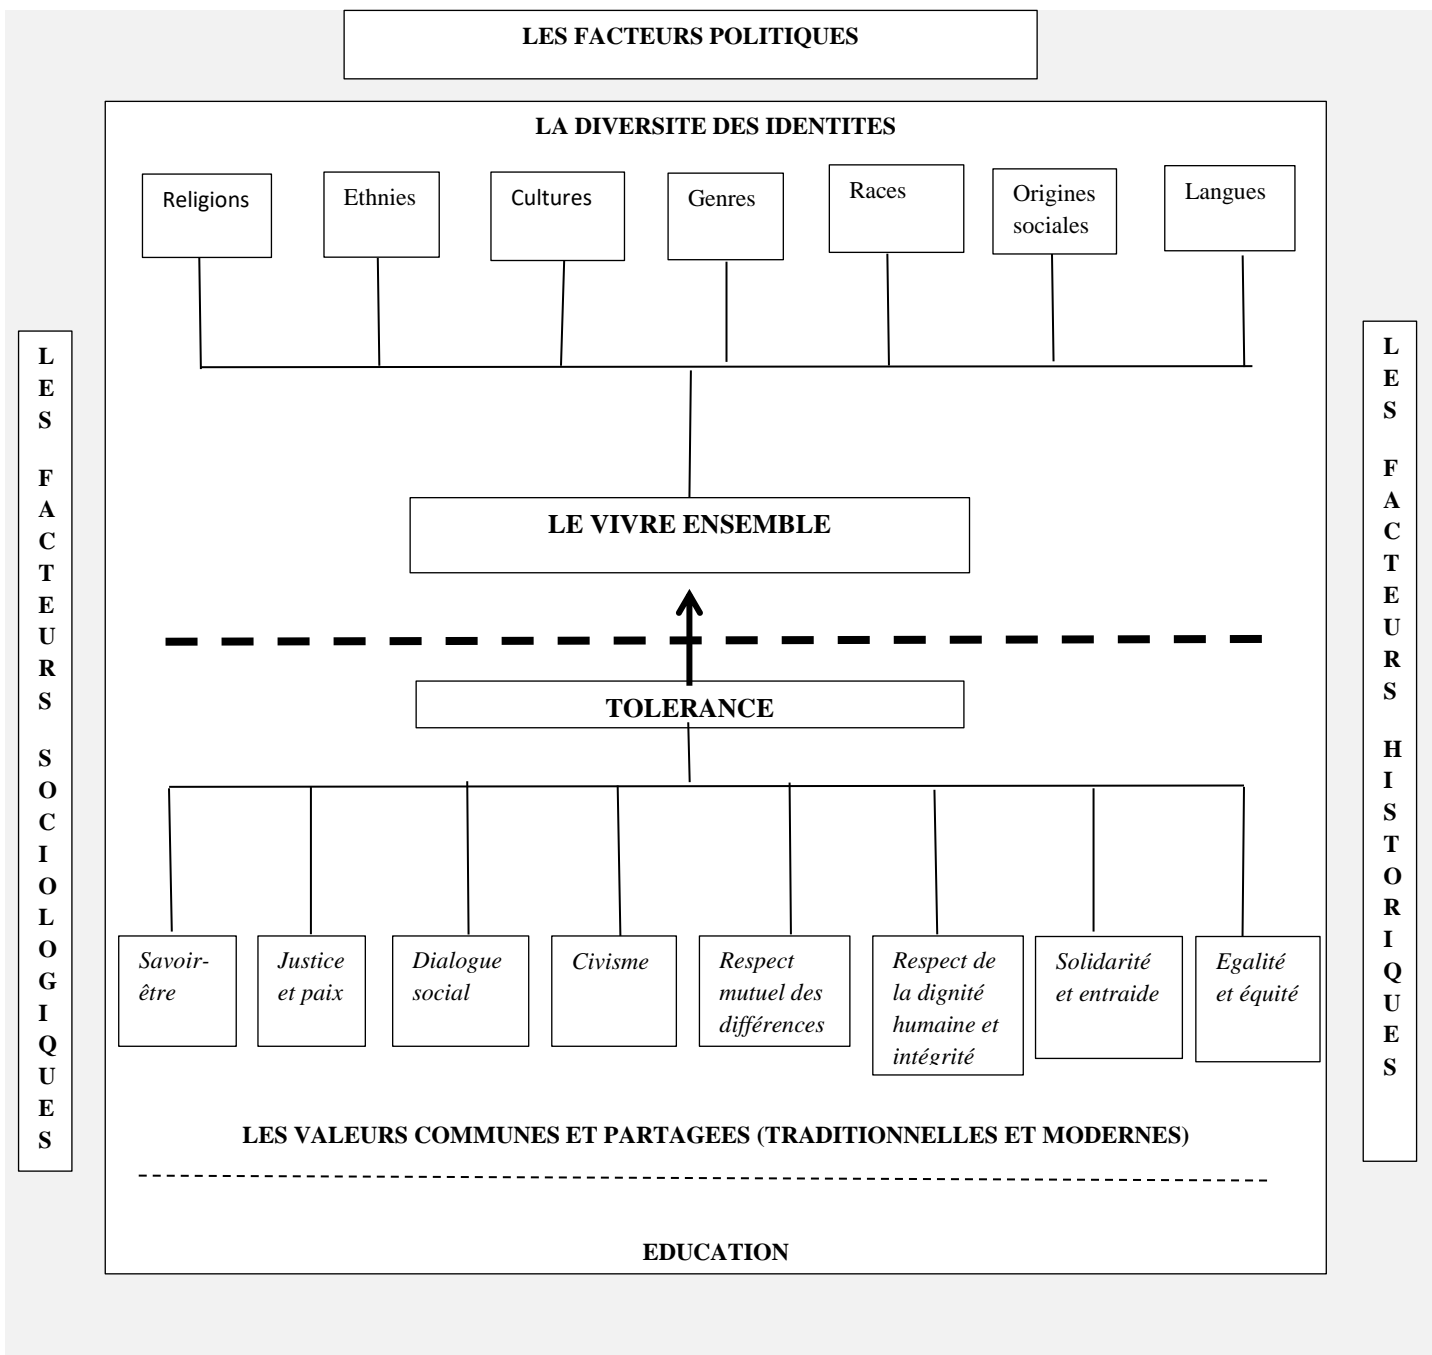 LES FACTEURS POLITIQUES
LA DIVERSITE DES IDENTITES
Religions
Ethnies
Cultures
Genres
Races
Origines
sociales
Langues
LES FACTEURS SOCIOLOGIQUES
LES FACTEURS HISTORIQUES
LE VIVRE ENSEMBLE
TOLERANCE
Savoir-
être
Justice
et paix
Dialogue
social
Civisme
Respect
mutuel des
différences
Respect de
la dignité
humaine et
intégrité
Solidarité
et entraide
Egalité
et équité
LES VALEURS COMMUNES ET PARTAGEES (TRADITIONNELLES ET MODERNES)
EDUCATION